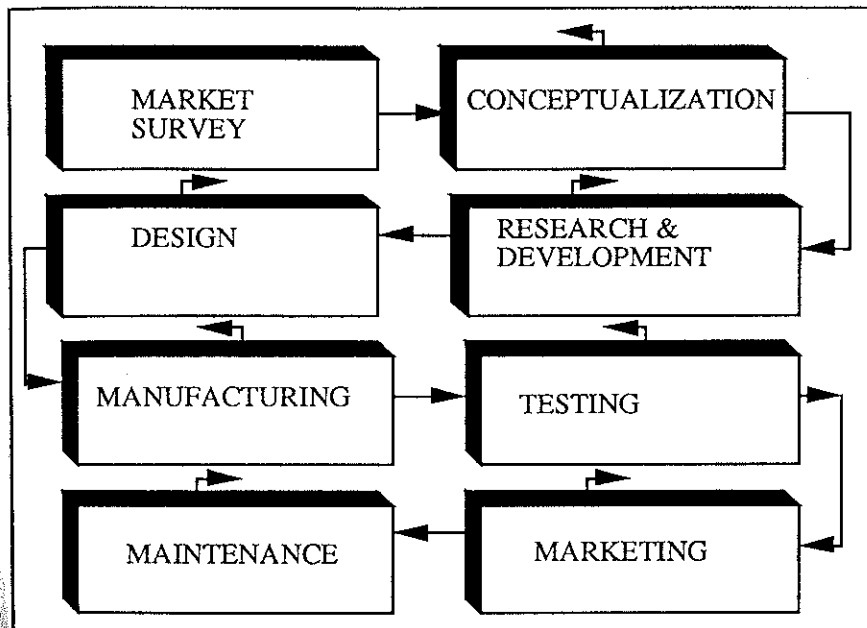 MARKET
SURVEY
CONCEPTUALIZATION
DESIGN
RESEARCH &
DEVELOPMENT
MANUFACTURING
TESTING
MAINTENANCE
MARKETING